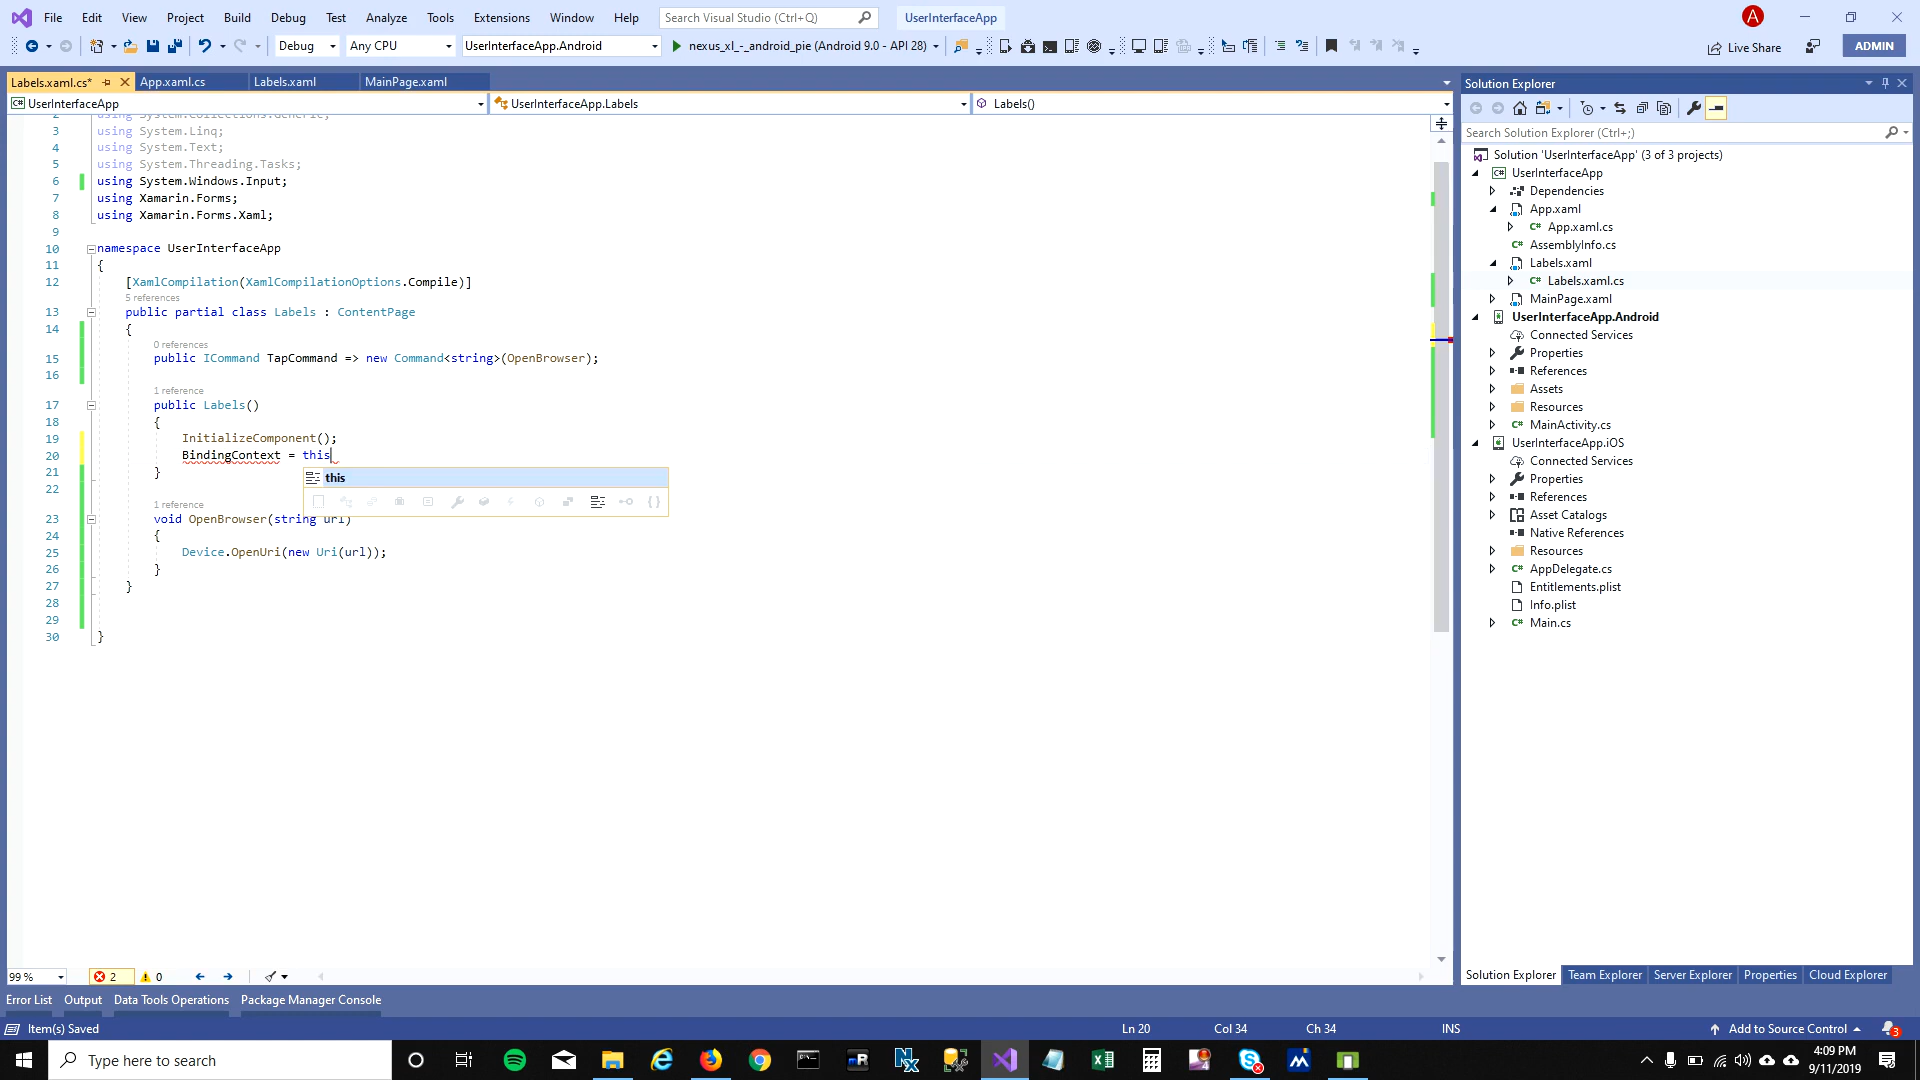 File Edit View Project Build Debug Test Analyze Tools Extensions Window Help Search Visual Studio (Ctrl+Q) UserInterfaceApp A
Debug Any CPU UserInterfaceApp.Android nexus_xl_-_android_pie (Android 9.0 - API 28) Live Share ADMIN
Labels.xaml.cs* App.xaml.cs Labels.xaml MainPage.xaml
UserInterfaceApp UserInterfaceApp.Labels Labels()
2 using System.Collections.Generic;
3 using System.Linq;
4 using System.Text;
5 using System.Threading.Tasks;
6 using System.Windows.Input;
7 using Xamarin.Forms;
8 using Xamarin.Forms.Xaml;
9
10 namespace UserInterfaceApp
11 {
12 [XamlCompilation(XamlCompilationOptions.Compile)]
5 references
13 public partial class Labels : ContentPage
14 {
0 references
15 public ICommand TapCommand => new Command<string>(OpenBrowser);
16
1 reference
17 public Labels()
18 {
19 InitializeComponent();
20 BindingContext = this
this
21 }
22
1 reference
23 void OpenBrowser(string url)
24 {
25 Device.OpenUri(new Uri(url));
26 }
27 }
28
29
30 }
99 % 2 0
Error List Output Data Tools Operations Package Manager Console
Item(s) Saved Ln 20 Col 34 Ch 34 INS Add to Source Control 3
Solution Explorer
Search Solution Explorer (Ctrl+;)
Solution 'UserInterfaceApp' (3 of 3 projects)
UserInterfaceApp
Dependencies
App.xaml
App.xaml.cs
AssemblyInfo.cs
Labels.xaml
Labels.xaml.cs
MainPage.xaml
UserInterfaceApp.Android
Connected Services
Properties
References
Assets
Resources
MainActivity.cs
UserInterfaceApp.iOS
Connected Services
Properties
References
Asset Catalogs
Native References
Resources
AppDelegate.cs
Entitlements.plist
Info.plist
Main.cs
Solution Explorer Team Explorer Server Explorer Properties Cloud Explorer
Type here to search
4:09 PM
9/11/2019